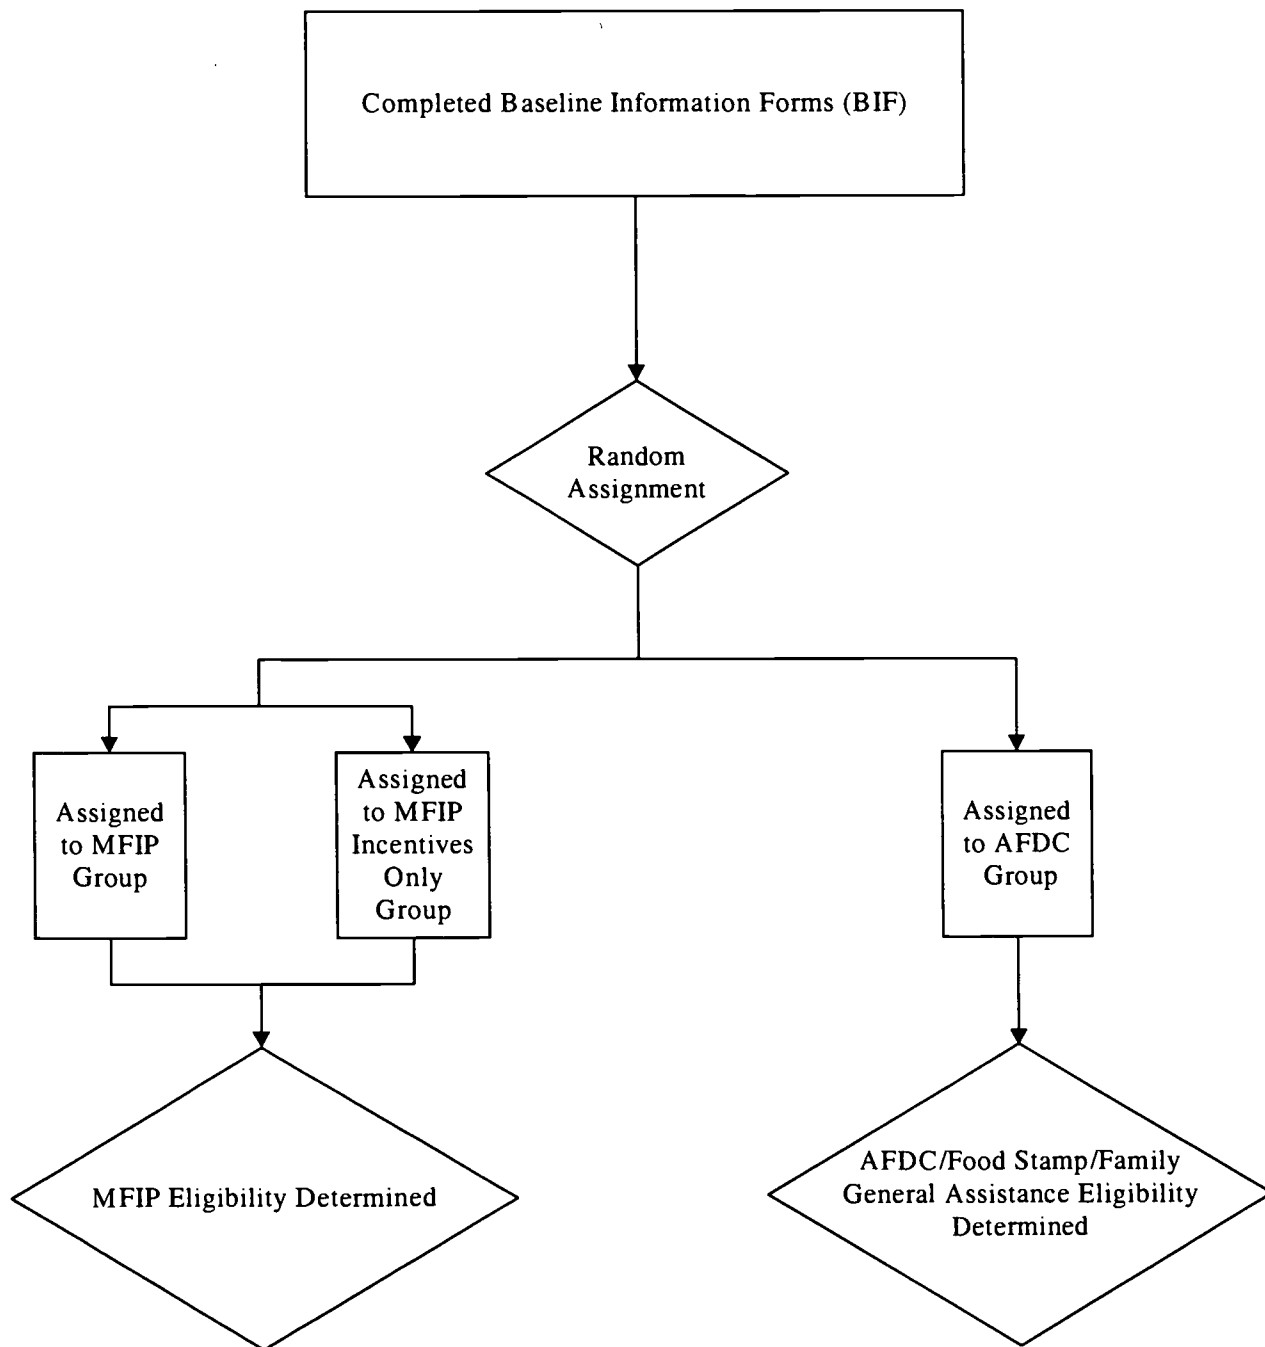 Completed Baseline Information Forms (BIF)
Random
Assignment
Assigned
to MFIP
Group
Assigned
to MFIP
Incentives
Only
Group
Assigned
to AFDC
Group
MFIP Eligibility Determined
AFDC/Food Stamp/Family
General Assistance Eligibility
Determined